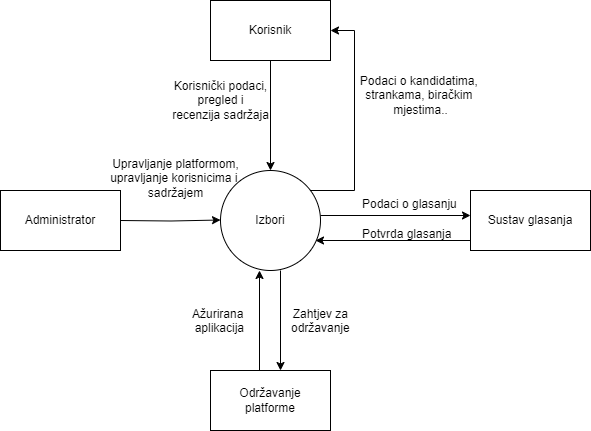 Korisnik
Korisnički podaci,
pregled i
recenzija sadržaja
Podaci o kandidatima,
strankama, biračkim
mjestima..
Upravljanje platformom,
upravljanje korisnicima i
sadržajem
Administrator
Izbori
Podaci o glasanju
Potvrda glasanja
Sustav glasanja
Ažurirana
aplikacija
Zahtjev za
održavanje
Održavanje
platforme